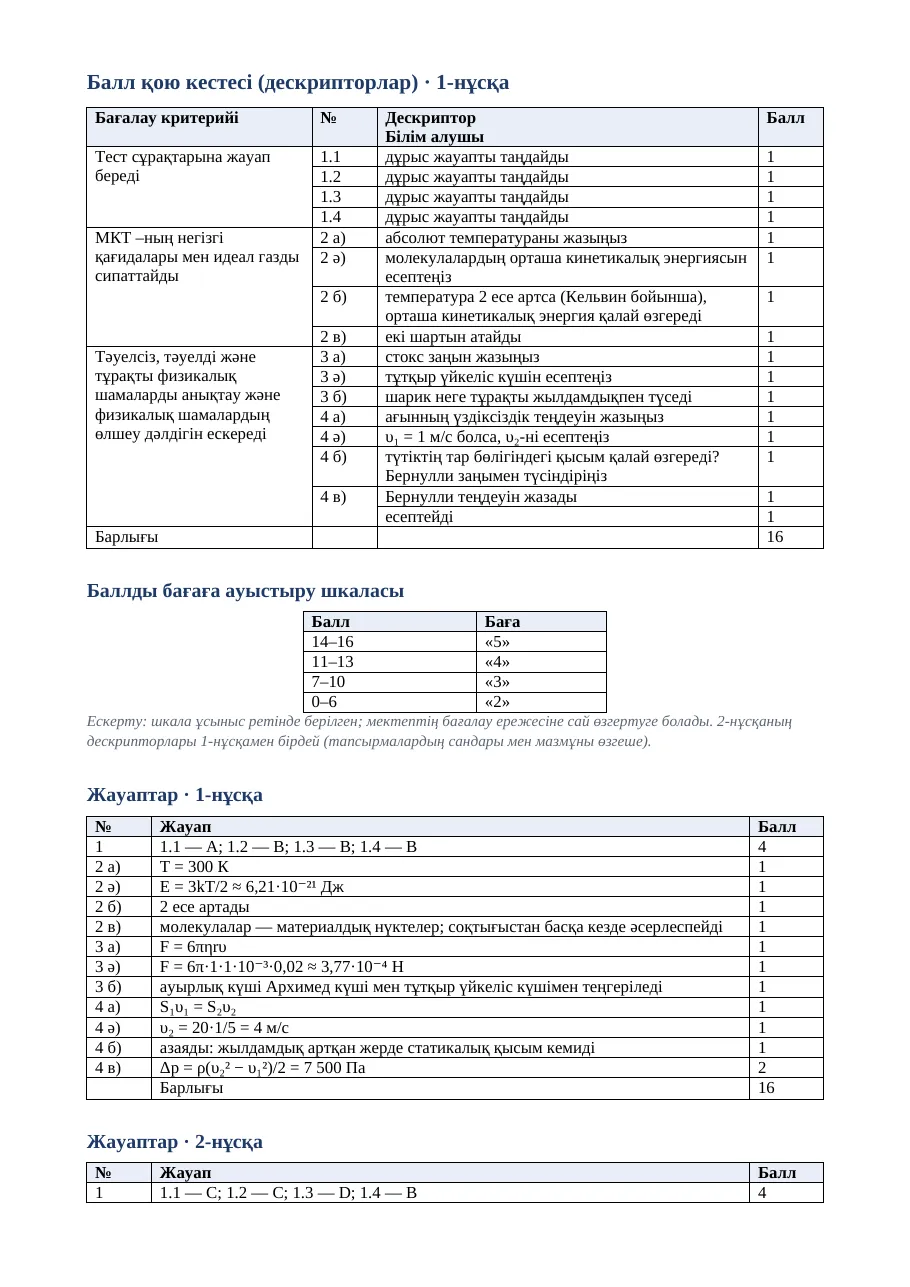 Балл қою кестесі (дескрипторлар) · 1-нұсқа
Бағалау критерийі № Дескриптор Балл
Білім алушы
Тест сұрақтарына жауап 1.1 дұрыс жауапты таңдайды 1
береді 1.2 дұрыс жауапты таңдайды 1
1.3 дұрыс жауапты таңдайды 1
1.4 дұрыс жауапты таңдайды 1
МКТ –ның негізгі 2 а) абсолют температураны жазыңыз 1
қағидалары мен идеал газды 2 ә) молекулалардың орташа кинетикалық энергиясын 1
сипаттайды есептеңіз
2 б) температура 2 есе артса (Кельвин бойынша), 1
орташа кинетикалық энергия қалай өзгереді
2 в) екі шартын атайды 1
Тәуелсіз, тәуелді және 3 а) стокс заңын жазыңыз 1
тұрақты физикалық 3 ә) тұтқыр үйкеліс күшін есептеңіз 1
шамаларды анықтау және 3 б) шарик неге тұрақты жылдамдықпен түседі 1
физикалық шамалардың 4 а) ағынның үздіксіздік теңдеуін жазыңыз 1
өлшеу дәлдігін ескереді 4 ә) υ₁ = 1 м/с болса, υ₂-ні есептеңіз 1
4 б) түтіктің тар бөлігіндегі қысым қалай өзгереді? 1
Бернулли заңымен түсіндіріңіз
4 в) Бернулли теңдеуін жазады 1
есептейді 1
Барлығы 16
Баллды бағаға ауыстыру шкаласы
Балл Баға
14–16 «5»
11–13 «4»
7–10 «3»
0–6 «2»
Ескерту: шкала ұсыныс ретінде берілген; мектептің бағалау ережесіне сай өзгертуге болады. 2-нұсқаның
дескрипторлары 1-нұсқамен бірдей (тапсырмалардың сандары мен мазмұны өзгеше).
Жауаптар · 1-нұсқа
№ Жауап Балл
1 1.1 — A; 1.2 — B; 1.3 — B; 1.4 — B 4
2 а) T = 300 K 1
2 ә) E = 3kT/2 ≈ 6,21·10⁻²¹ Дж 1
2 б) 2 есе артады 1
2 в) молекулалар — материалдық нүктелер; соқтығыстан басқа кезде әсерлеспейді 1
3 а) F = 6πηrυ 1
3 ә) F = 6π·1·1·10⁻³·0,02 ≈ 3,77·10⁻⁴ Н 1
3 б) ауырлық күші Архимед күші мен тұтқыр үйкеліс күшімен теңгеріледі 1
4 а) S₁υ₁ = S₂υ₂ 1
4 ә) υ₂ = 20·1/5 = 4 м/с 1
4 б) азаяды: жылдамдық артқан жерде статикалық қысым кемиді 1
4 в) Δp = ρ(υ₂² − υ₁²)/2 = 7 500 Па 2
Барлығы 16
Жауаптар · 2-нұсқа
№ Жауап Балл
1 1.1 — C; 1.2 — C; 1.3 — D; 1.4 — B 4